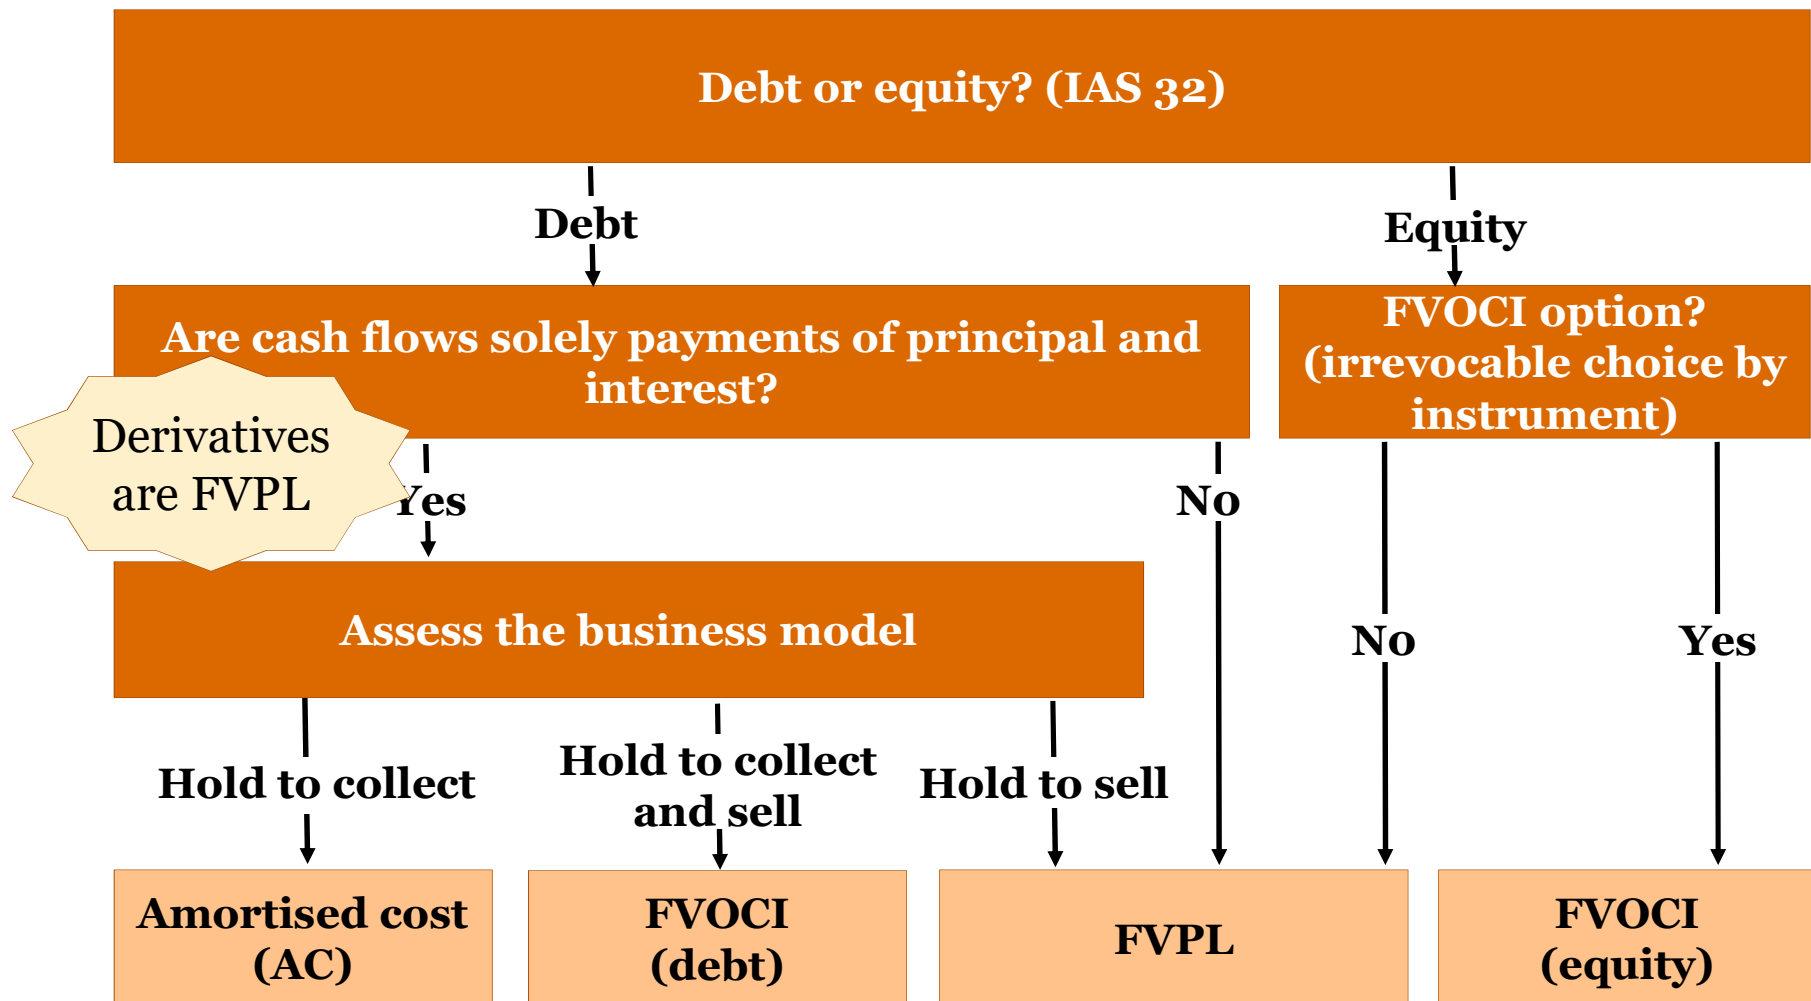 Debt or equity? (IAS 32)
Debt
Equity
Are cash flows solely payments of principal and
interest?
FVOCI option?
(irrevocable choice by
instrument)
Derivatives
are FVPL
Yes
No
Assess the business model
No
Yes
Hold to collect
Hold to collect
and sell
Hold to sell
Amortised cost
(AC)
FVOCI
(debt)
FVPL
FVOCI
(equity)